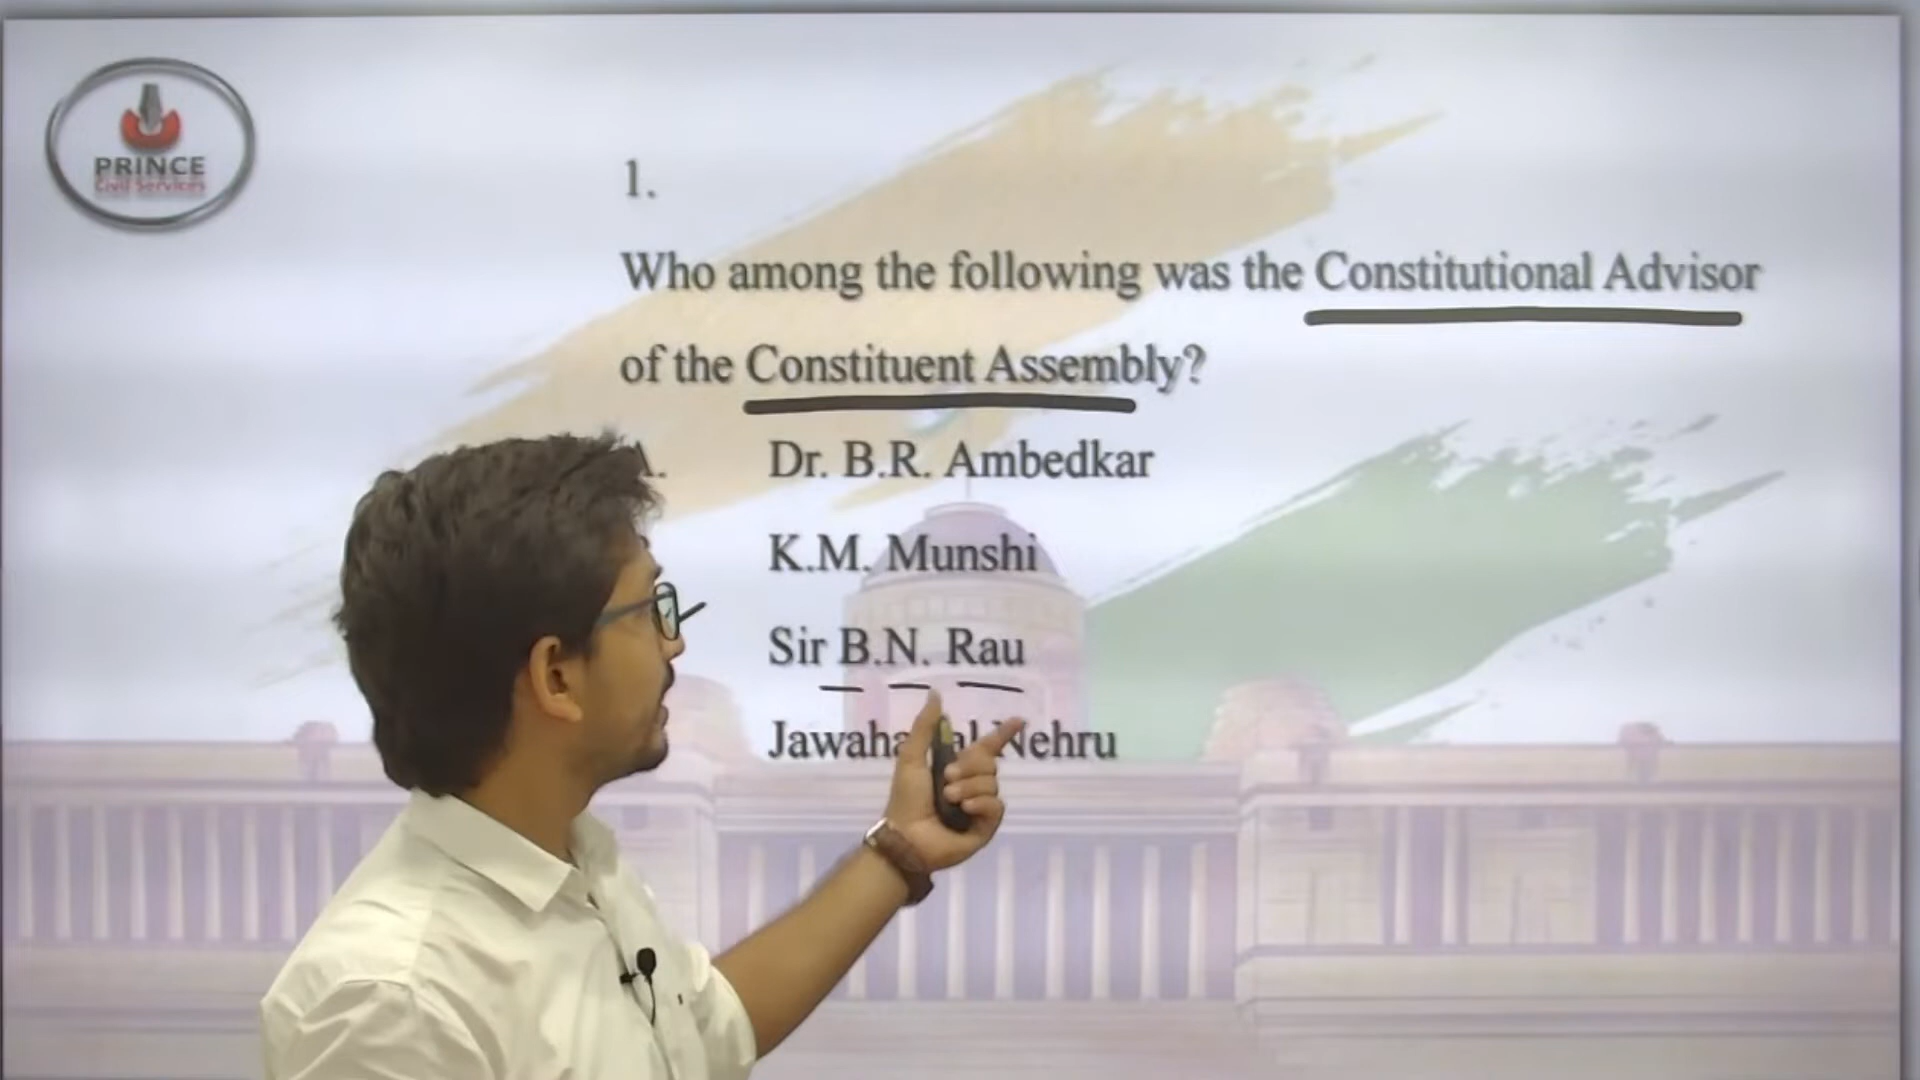 PRINCE
Civil Services
1.
Who among the following was the Constitutional Advisor
of the Constituent Assembly?
A. Dr. B.R. Ambedkar
K.M. Munshi
Sir B.N. Rau
Nehru